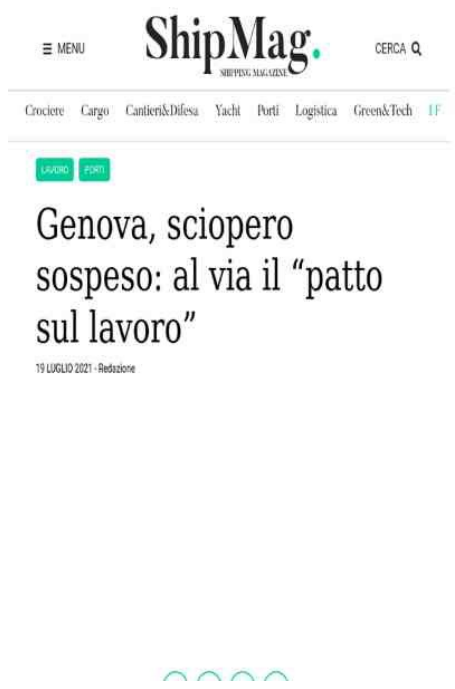 ≡ MENU
ShipMag.
SHIPPING MAGAZINE
CERCA
Crociere Cargo Cantieri&Difesa Yacht Porti Logistica Green&Tech I F
LAVORO PORTI
Genova, sciopero
sospeso: al via il “patto
sul lavoro”
19 LUGLIO 2021 - Redazione